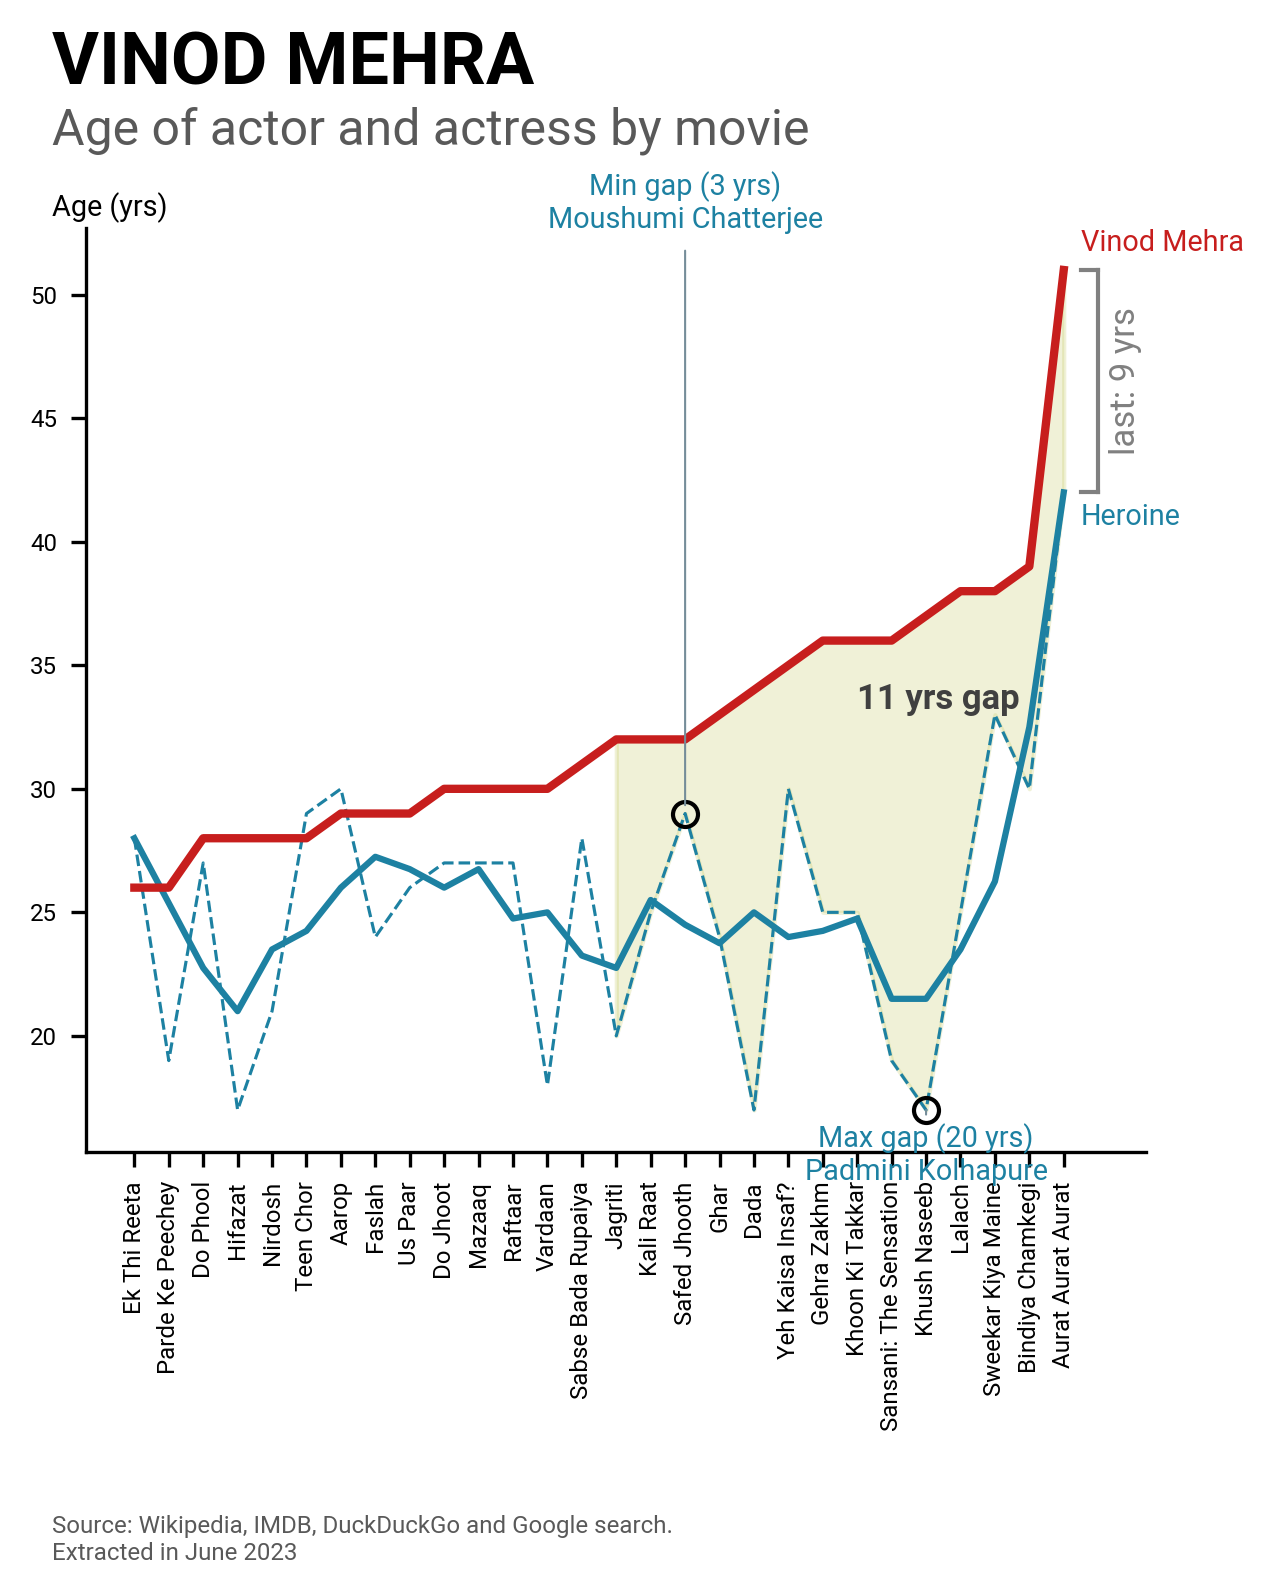 VINOD MEHRA
Age of actor and actress by movie
Min gap (3 yrs)
Moushumi Chatterjee
Age (yrs)
Vinod Mehra
50
45
40
35
30
25
20
last: 9 yrs
Heroine
11 yrs gap
Max gap (20 yrs)
Padmini Kolhapure
Ek Thi Reeta
Parde Ke Peechey
Do Phool
Hifazat
Nirdosh
Teen Chor
Aarop
Faslah
Us Paar
Do Jhoot
Mazaaq
Raftaar
Vardaan
Sabse Bada Rupaiya
Jagriti
Kali Raat
Safed Jhooth
Ghar
Dada
Yeh Kaisa Insaf?
Gehra Zakhm
Khoon Ki Takkar
Sansani: The Sensation
Khush Naseeb
Lalach
Sweekar Kiya Maine
Bindiya Chamkegi
Aurat Aurat Aurat
Source: Wikipedia, IMDB, DuckDuckGo and Google search.
Extracted in June 2023